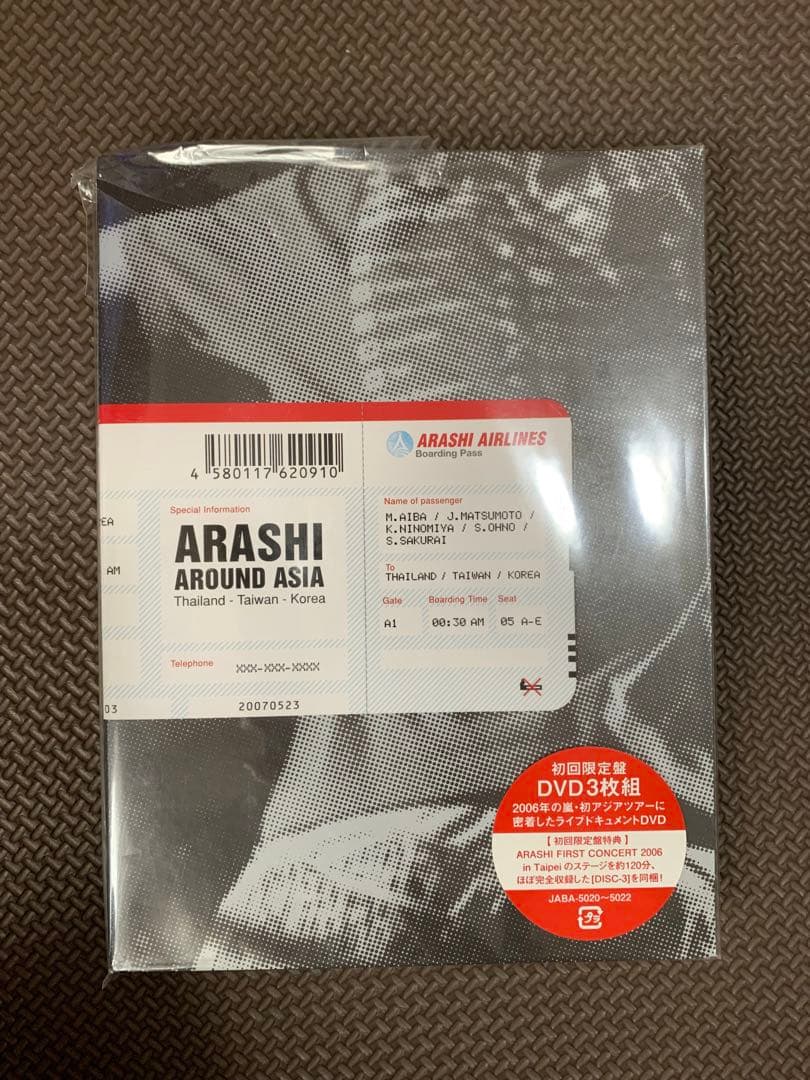 4 580117 620910
ARASHI AIRLINES
Boarding Pass
Special Information
ARASHI
AROUND ASIA
Thailand - Taiwan - Korea
Telephone
XXX-XXX-XXXX
20070523
EA
AM
03
Name of passenger
M.AIBA / J.MATSUMOTO /
K.NINOMIYA / S.OHNO /
S.SAKURAI
To
THAILAND / TAIWAN / KOREA
Gate Boarding Time Seat
A1 00:30 AM 05 A-E
初回限定盤
DVD3枚組
2006年の嵐・初アジアツアーに
密着したライブドキュメントDVD
【初回限定盤特典】
ARASHI FIRST CONCERT 2006
in Taipei のステージを約120分、
ほぼ完全収録した[DISC-3]を同梱!
JABA-5020〜5022
プラ